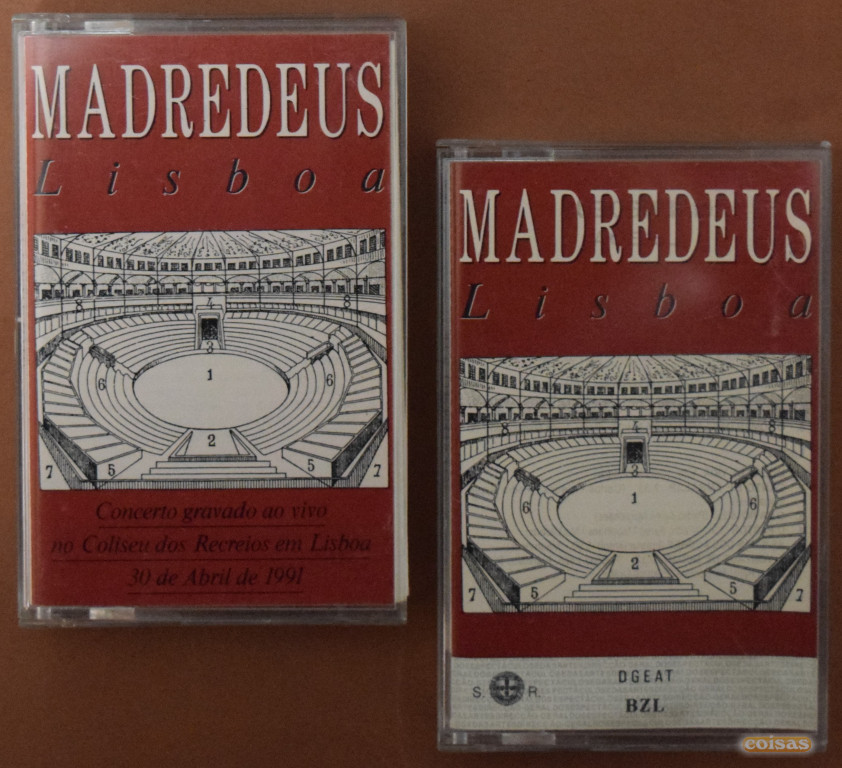 MADREDEUS
Lisboa
8 4 8
3
6 1 6
2
7 5 5 7
Concerto gravado ao vivo
no Coliseu dos Recreios em Lisboa
30 de Abril de 1991
MADREDEUS
Lisboa
8 4 8
3
6 1 6
2
7 5 5 7
DGEAT
S. R.
BZL
coisas